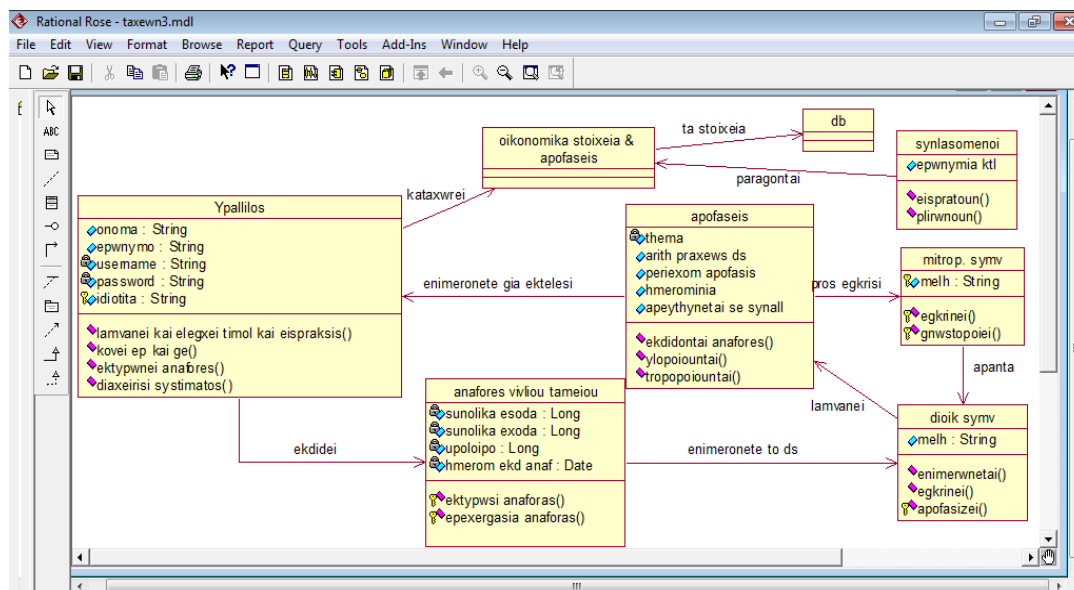 Rational Rose - taxewn3.mdl
File Edit View Format Browse Report Query Tools Add-Ins Window Help
ABC
db
ta stoixeia
oikonomika stoixeia &
apofaseis
synlasomenoi
epwnymia ktl
eispratoun()
plirwnoun()
paragontai
kataxwrei
Ypallilos
onoma : String
epwnymo : String
username : String
password : String
idiotita : String
lamvanei kai elegxei timol kai eispraksis()
kovei ep kai ge()
ektypwnei anafores()
diaxeirisi systimatos()
enimeronete gia ektelesi
apofaseis
thema
arith praxews ds
periexom apofasis
hmerominia
apeythynetai se synall
ekdidontai anafores()
ylopoiountai()
tropopoiountai()
pros egkrisi
mitrop. symv
melh : String
egkrinei()
gnwstopoiei()
apanta
lamvanei
anafores vivliou tameiou
sunolika esoda : Long
sunolika exoda : Long
upoloipo : Long
hmerom ekd anaf : Date
ektypwsi anaforas()
epexergasia anaforas()
ekdidei
enimeronete to ds
dioik symv
melh : String
enimerwnetai()
egkrinei()
apofasizei()